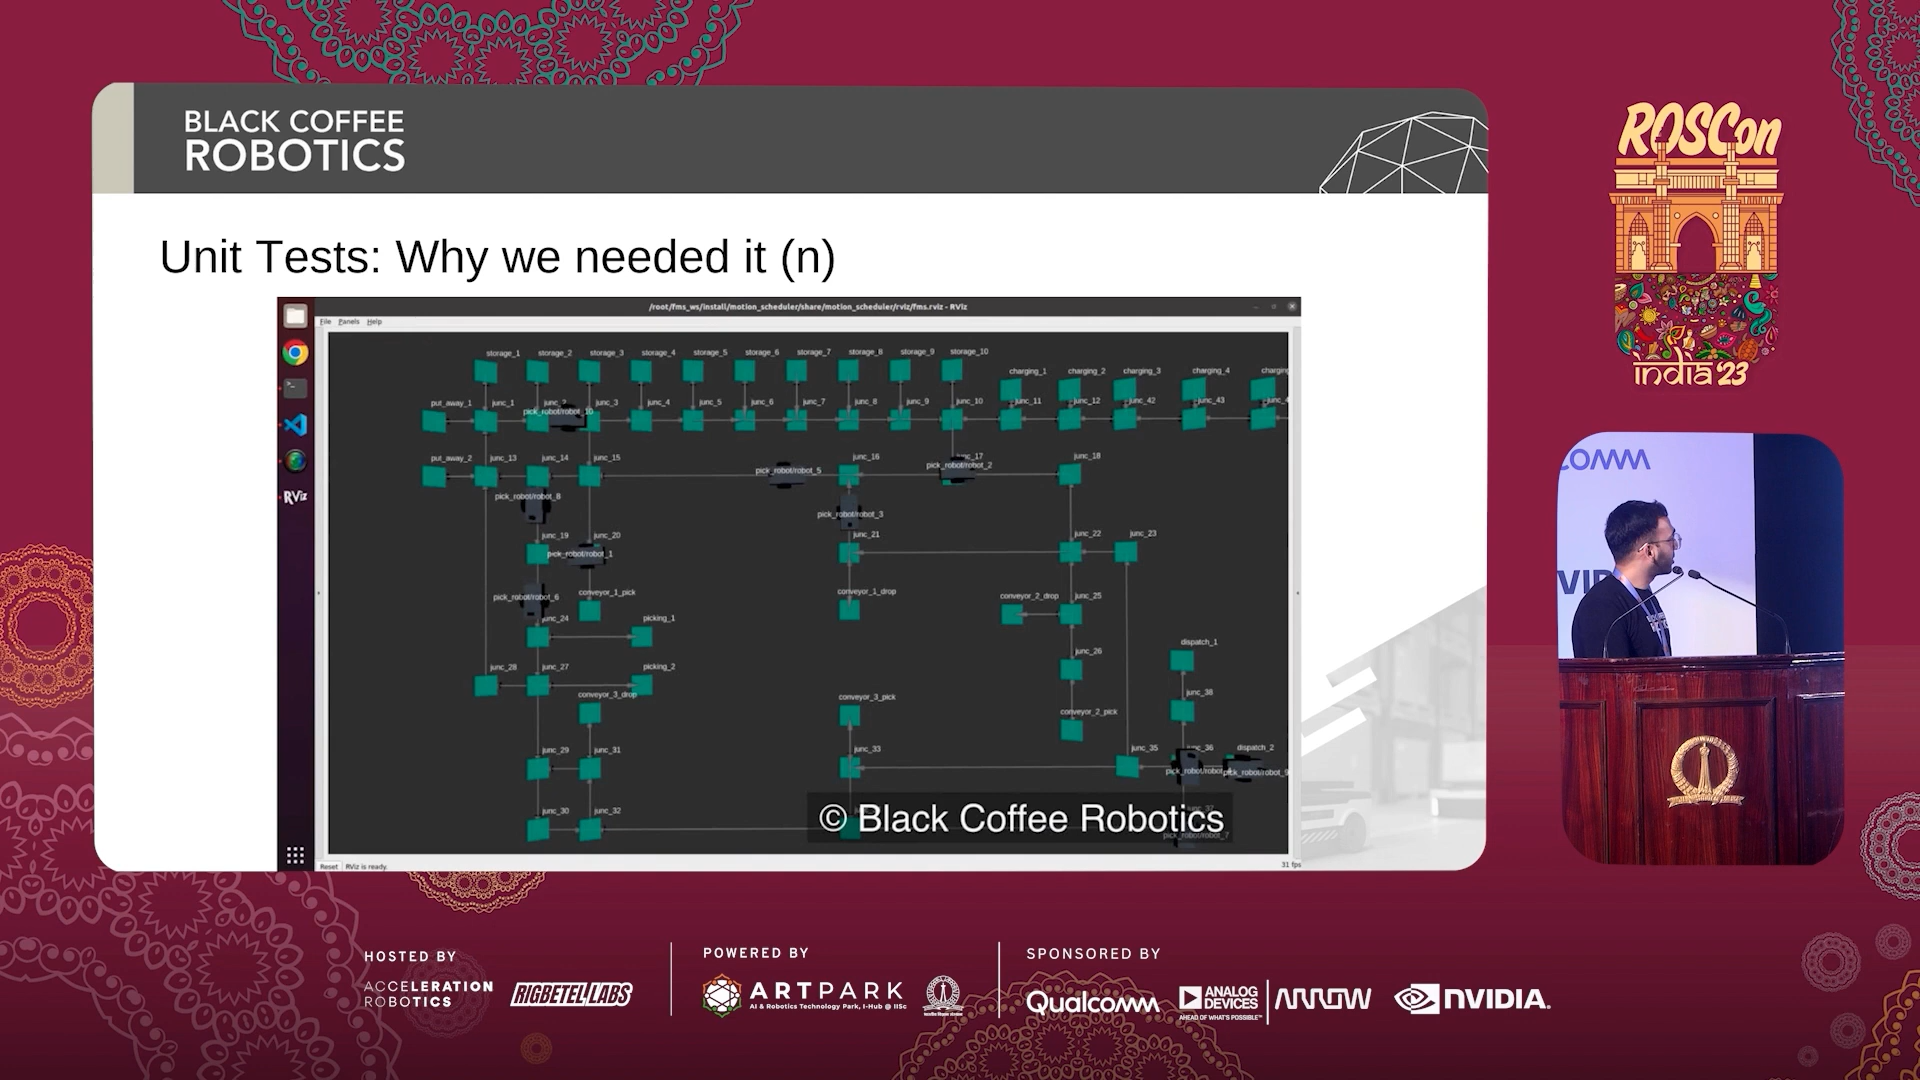 BLACK COFFEE
ROBOTICS
Unit Tests: Why we needed it (n)
/root/fms_ws/install/motion_scheduler/share/motion_scheduler/rviz/fms.rviz - RViz
File Panels Help
storage_1 storage_2 storage_3 storage_4 storage_5 storage_6 storage_7 storage_8 storage_9 storage_10
charging_1 charging_2 charging_3 charging_4
put_away_1 junc_1 junc_3 junc_4 junc_5 junc_6 junc_7 junc_8 junc_9 junc_10 junc_11 junc_12 junc_42 junc_43
pick_robot/robot_10
put_away_2 junc_13 junc_14 junc_15 junc_16 junc_17 junc_18
pick_robot/robot_5 pick_robot/robot_2
pick_robot/robot_8
pick_robot/robot_3
junc_19 junc_20 junc_21 junc_22 junc_23
pick_robot/robot_1
pick_robot/robot_6 conveyor_1_pick conveyor_1_drop conveyor_2_drop junc_25
junc_24 picking_1
dispatch_1
junc_26
junc_28 junc_27 picking_2
conveyor_3_drop conveyor_3_pick junc_38
conveyor_2_pick
junc_29 junc_31 junc_33 junc_35 junc_36 dispatch_2
junc_30 junc_32
pick_robot/robot_7
© Black Coffee Robotics
Reset RViz is ready.
31 fps
RViz
ROSCon
india'23
HOSTED BY
ACCELERATION
ROBOTICS
RIGBETEL LABS
POWERED BY
ARTPARK
AI & Robotics Technology Park, I-Hub @ IISc
SPONSORED BY
Qualcomm
ANALOG
DEVICES
AHEAD OF WHAT'S POSSIBLE™
ARROW
NVIDIA.